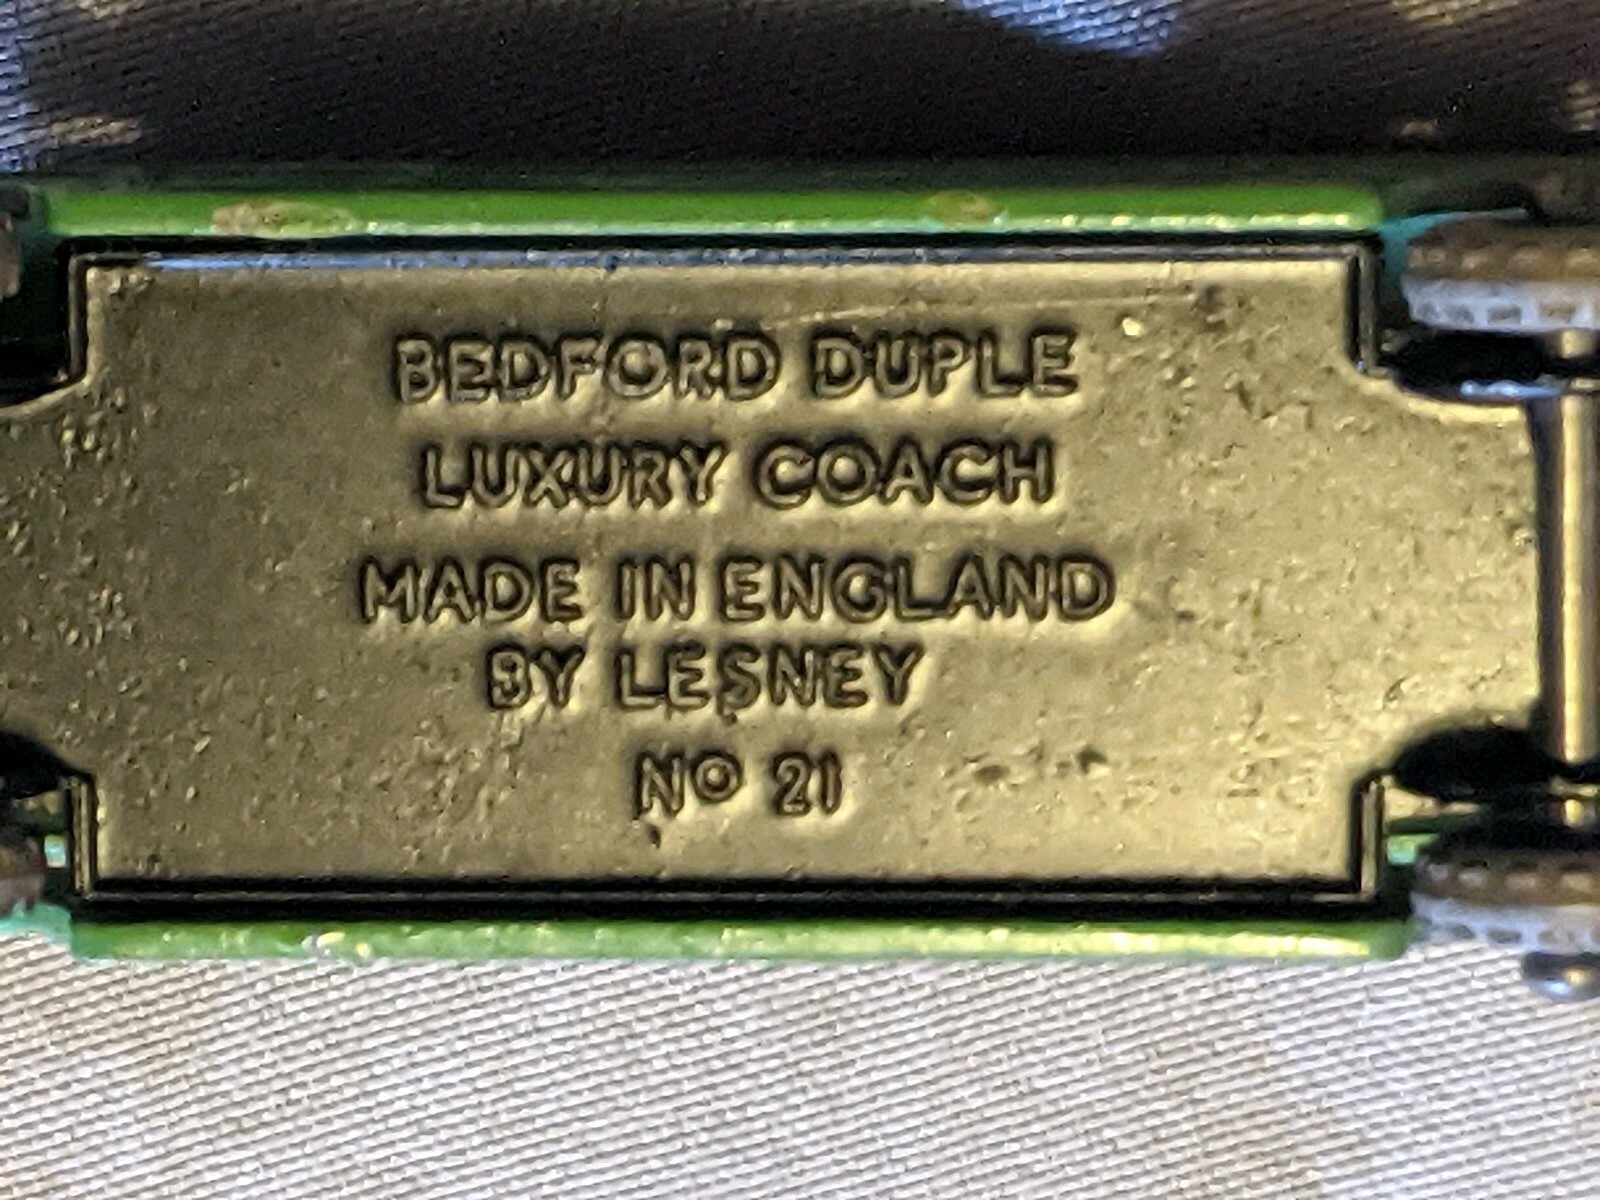 BEDFORD DUPLE
LUXURY COACH
MADE IN ENGLAND
BY LESNEY
Nº 21